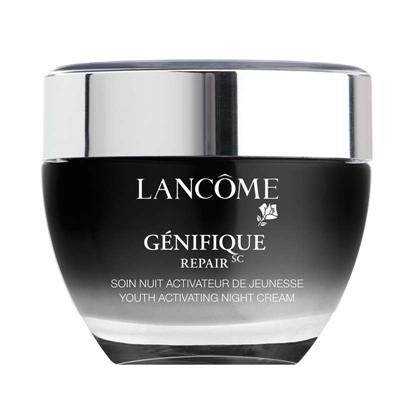 LANCÔME
GÉNIFIQUE
REPAIR SC
SOIN NUIT ACTIVATEUR DE JEUNESSE
YOUTH ACTIVATING NIGHT CREAM